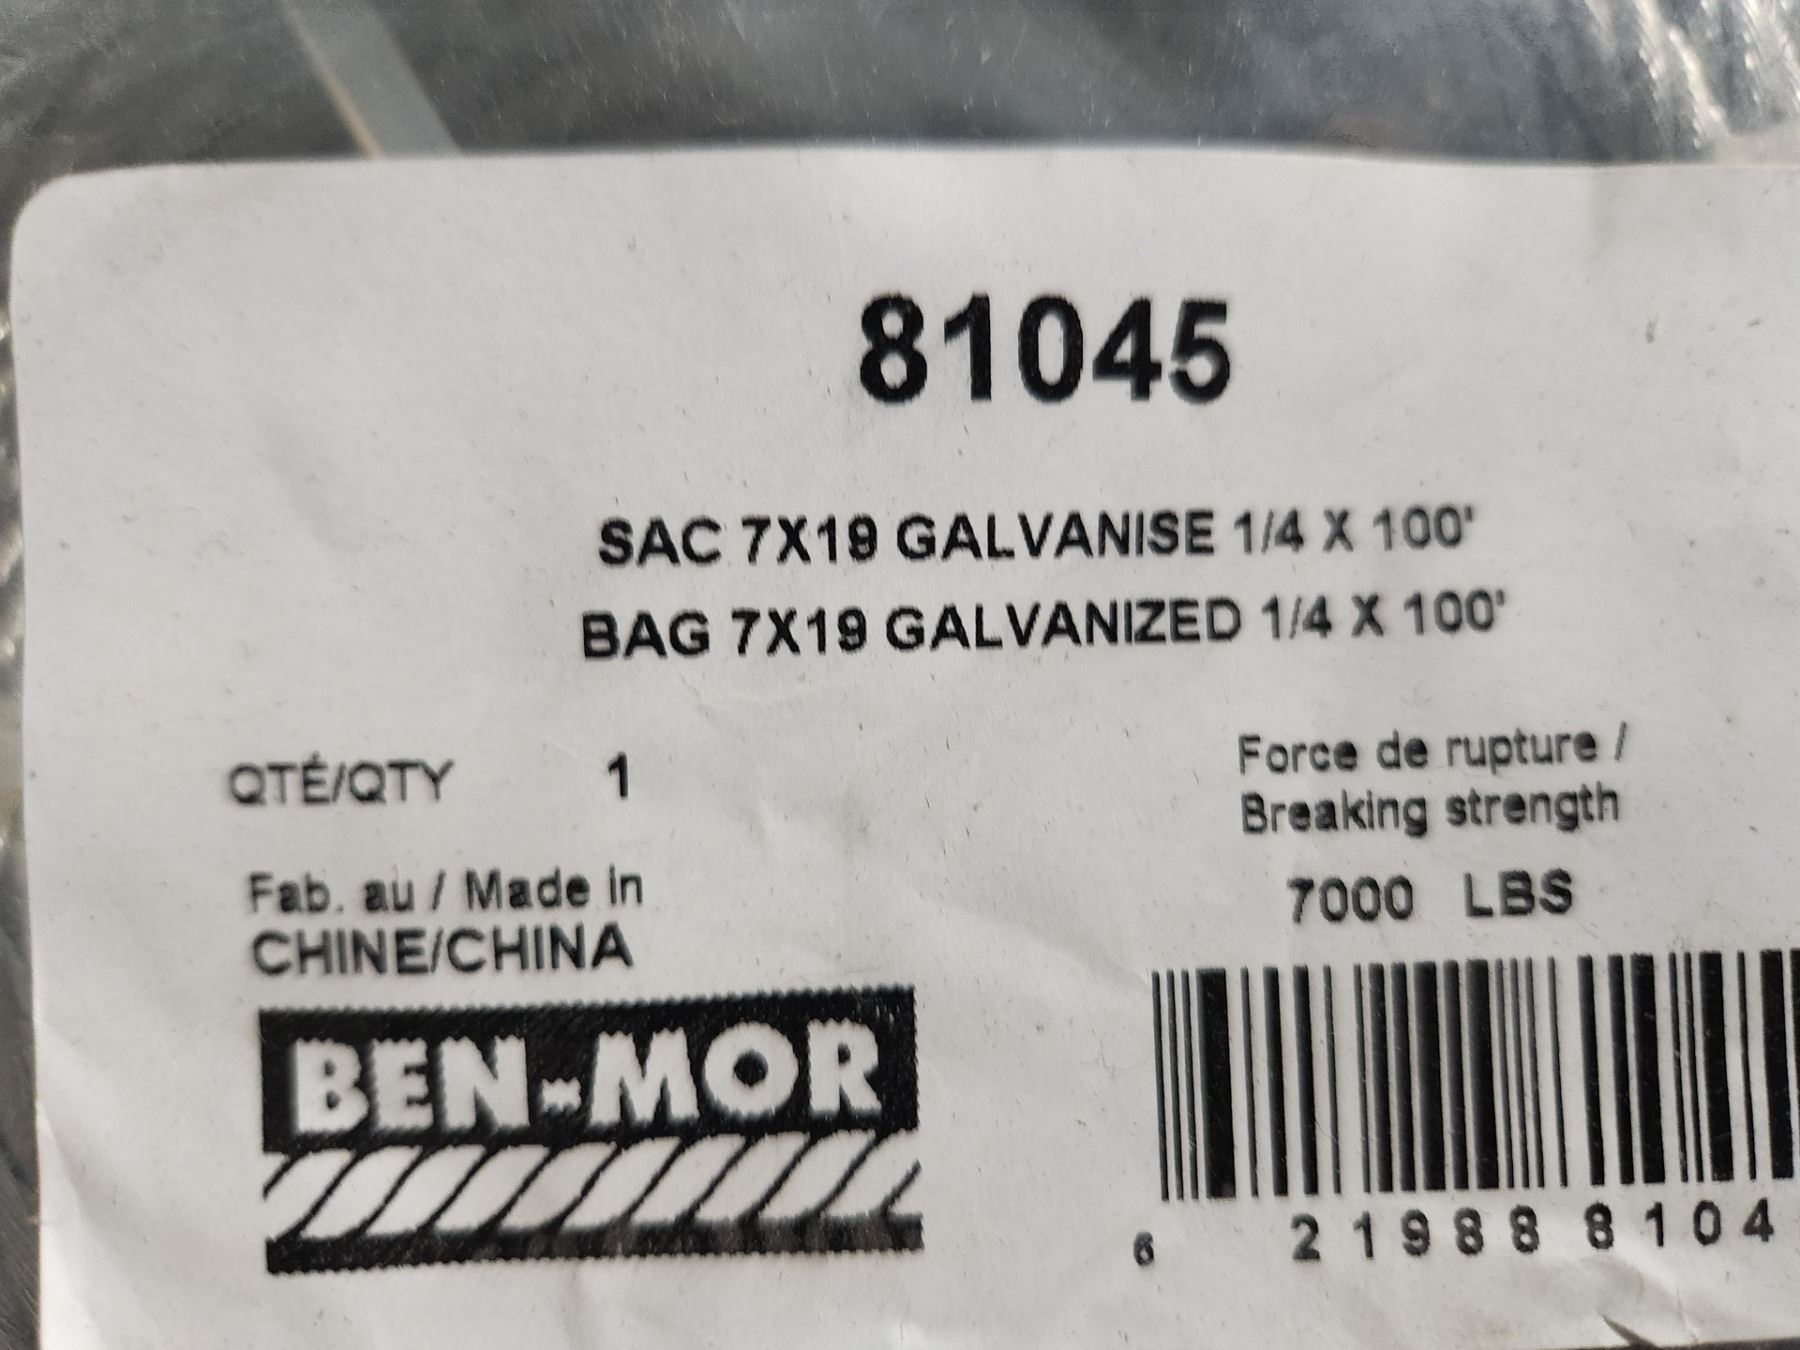 81045
SAC 7X19 GALVANISE 1/4 X 100'
BAG 7X19 GALVANIZED 1/4 X 100'
QTÉ/QTY 1
Force de rupture /
Breaking strength
7000 LBS
Fab. au / Made in
CHINE/CHINA
BEN-MOR
6 21988 8104